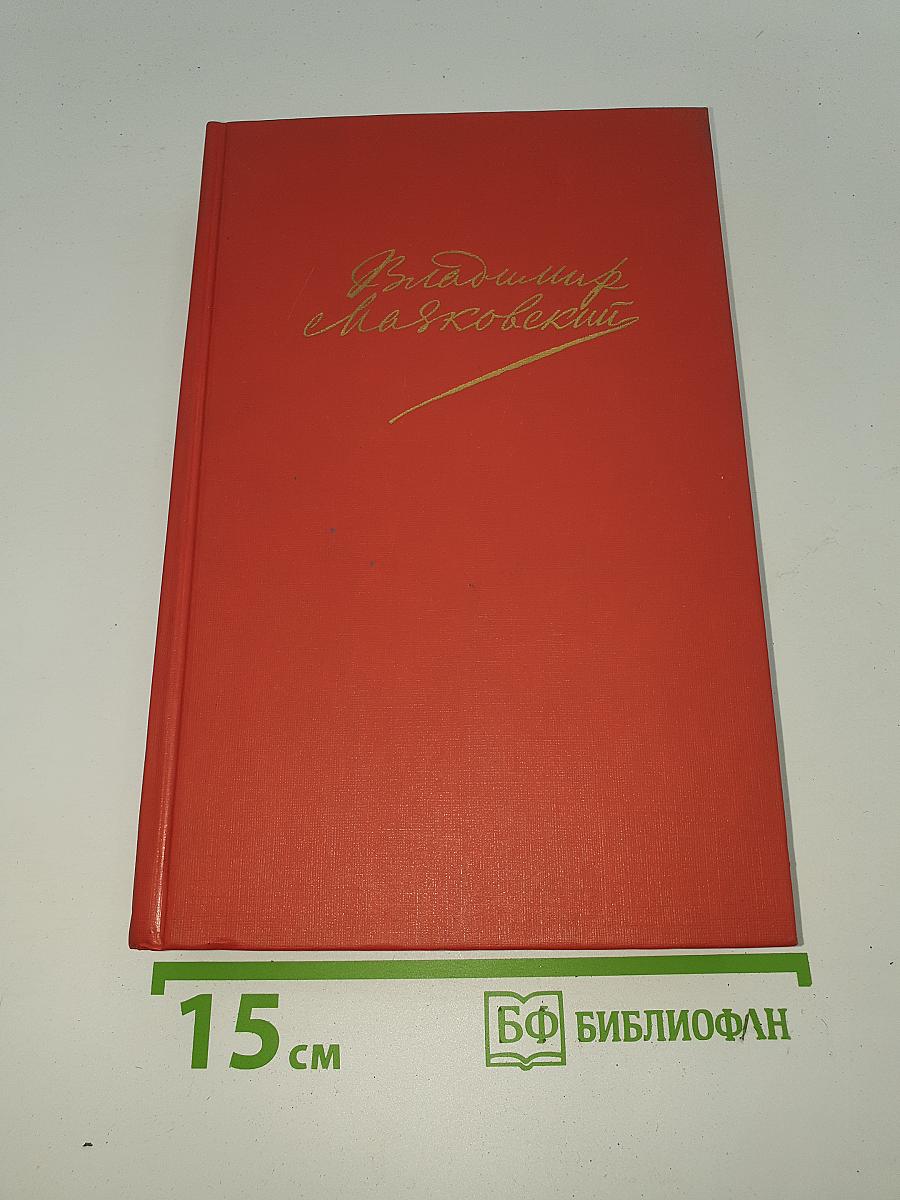 Владимир
Маяковский
15 см
БФ БИБЛИОФАН